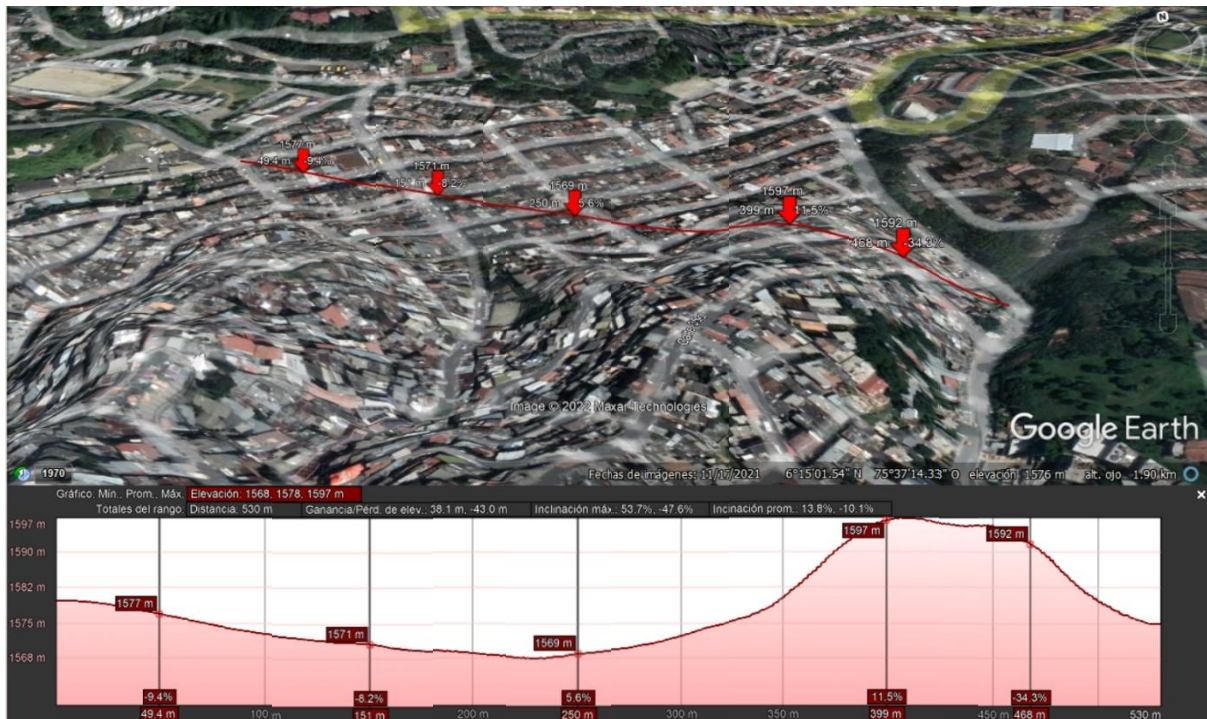 N
1577 m
49.4 m -9.4%
1571 m
151 m -8.2%
1569 m
250 m 5.6%
1597 m
399 m 11.5%
1592 m
468 m -34.3%
Image © 2022 Maxar Technologies
Google Earth
1970
Fechas de imágenes: 11/17/2021 6°15'01.54" N 75°37'14.33" O elevación: 1576 m alt. ojo 1.90 km
Gráfico: Mín., Prom., Máx. Elevación: 1568, 1578, 1597 m
Totales del rango: Distancia: 530 m Ganancia/Pérd. de elev.: 38.1 m, -43.0 m Inclinación máx.: 53.7%, -47.6% Inclinación prom.: 13.8%, -10.1%
1597 m
1590 m
1582 m
1575 m
1568 m
1577 m
1571 m
1569 m
1597 m
1592 m
-9.4% -8.2% 5.6% 11.5% -34.3%
49.4 m 100 m 151 m 200 m 250 m 300 m 350 m 399 m 450 m 468 m 530 m